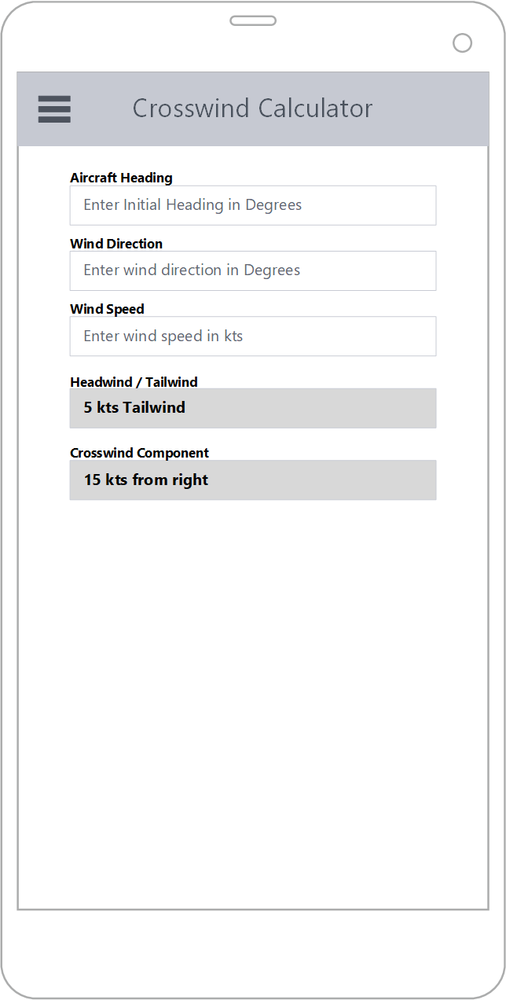 Crosswind Calculator
Aircraft Heading
Enter Initial Heading in Degrees
Wind Direction
Enter wind direction in Degrees
Wind Speed
Enter wind speed in kts
Headwind / Tailwind
5 kts Tailwind
Crosswind Component
15 kts from right